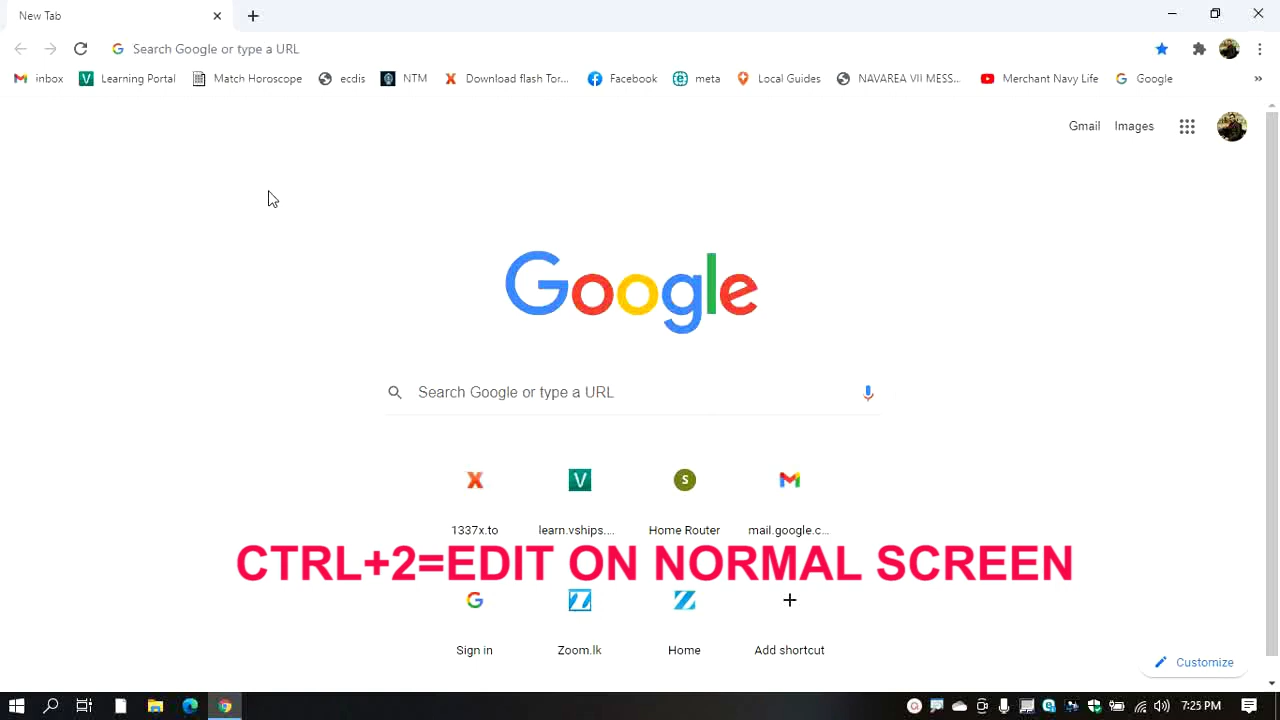 New Tab
Search Google or type a URL
inbox Learning Portal Match Horoscope ecdis NTM Download flash Tor... Facebook meta Local Guides NAVAREA VII MESS... Merchant Navy Life Google »
Gmail Images
Google
Search Google or type a URL
1337x.to learn.vships.... Home Router mail.google.c...
CTRL+2=EDIT ON NORMAL SCREEN
Sign in Zoom.lk Home Add shortcut
Customize
7:25 PM